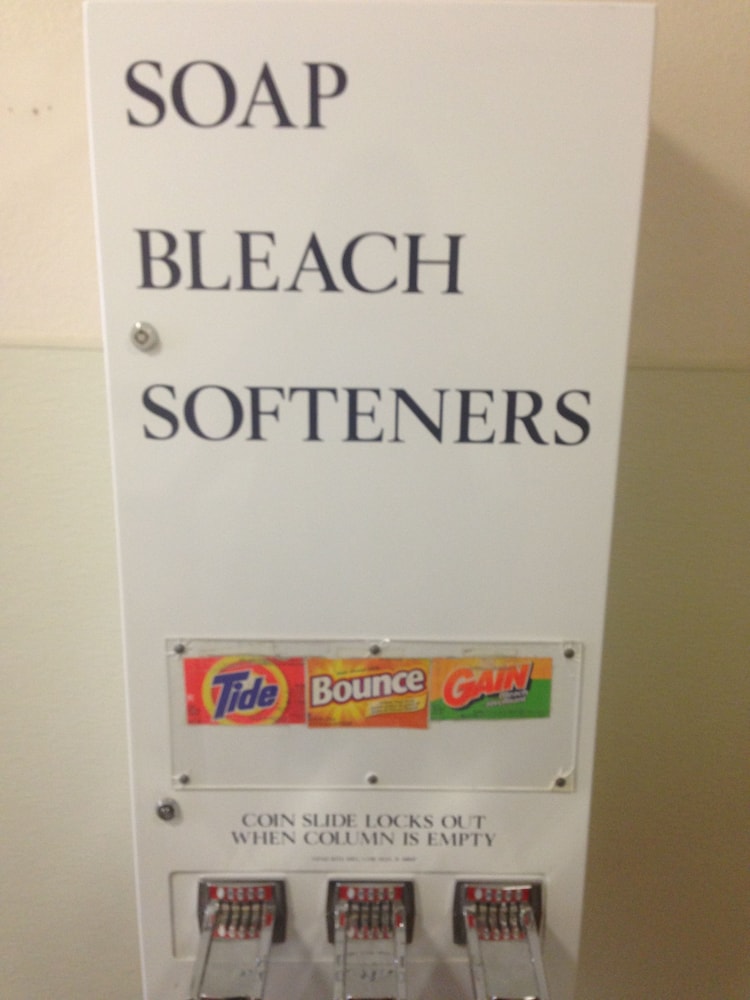 SOAP
BLEACH
SOFTENERS
Tide
Bounce
GAIN
COIN SLIDE LOCKS OUT
WHEN COLUMN IS EMPTY